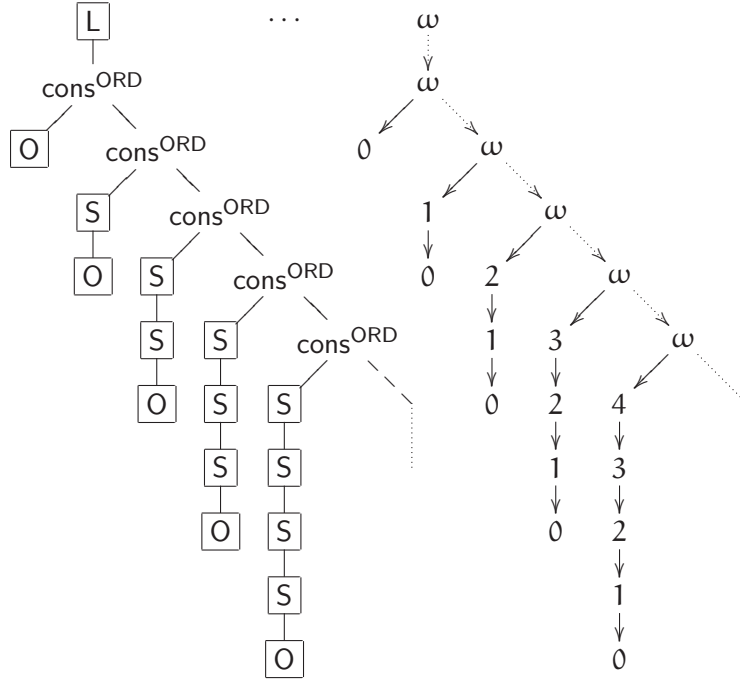 L ⋯ ω
cons^ORD ω
O cons^ORD 0 ω
S cons^ORD 1 ω
O S cons^ORD 0 2 ω
S S cons^ORD 1 3 ω
O S S 0 2 4
S S 1 3
O S 0 2
S 1
O 0